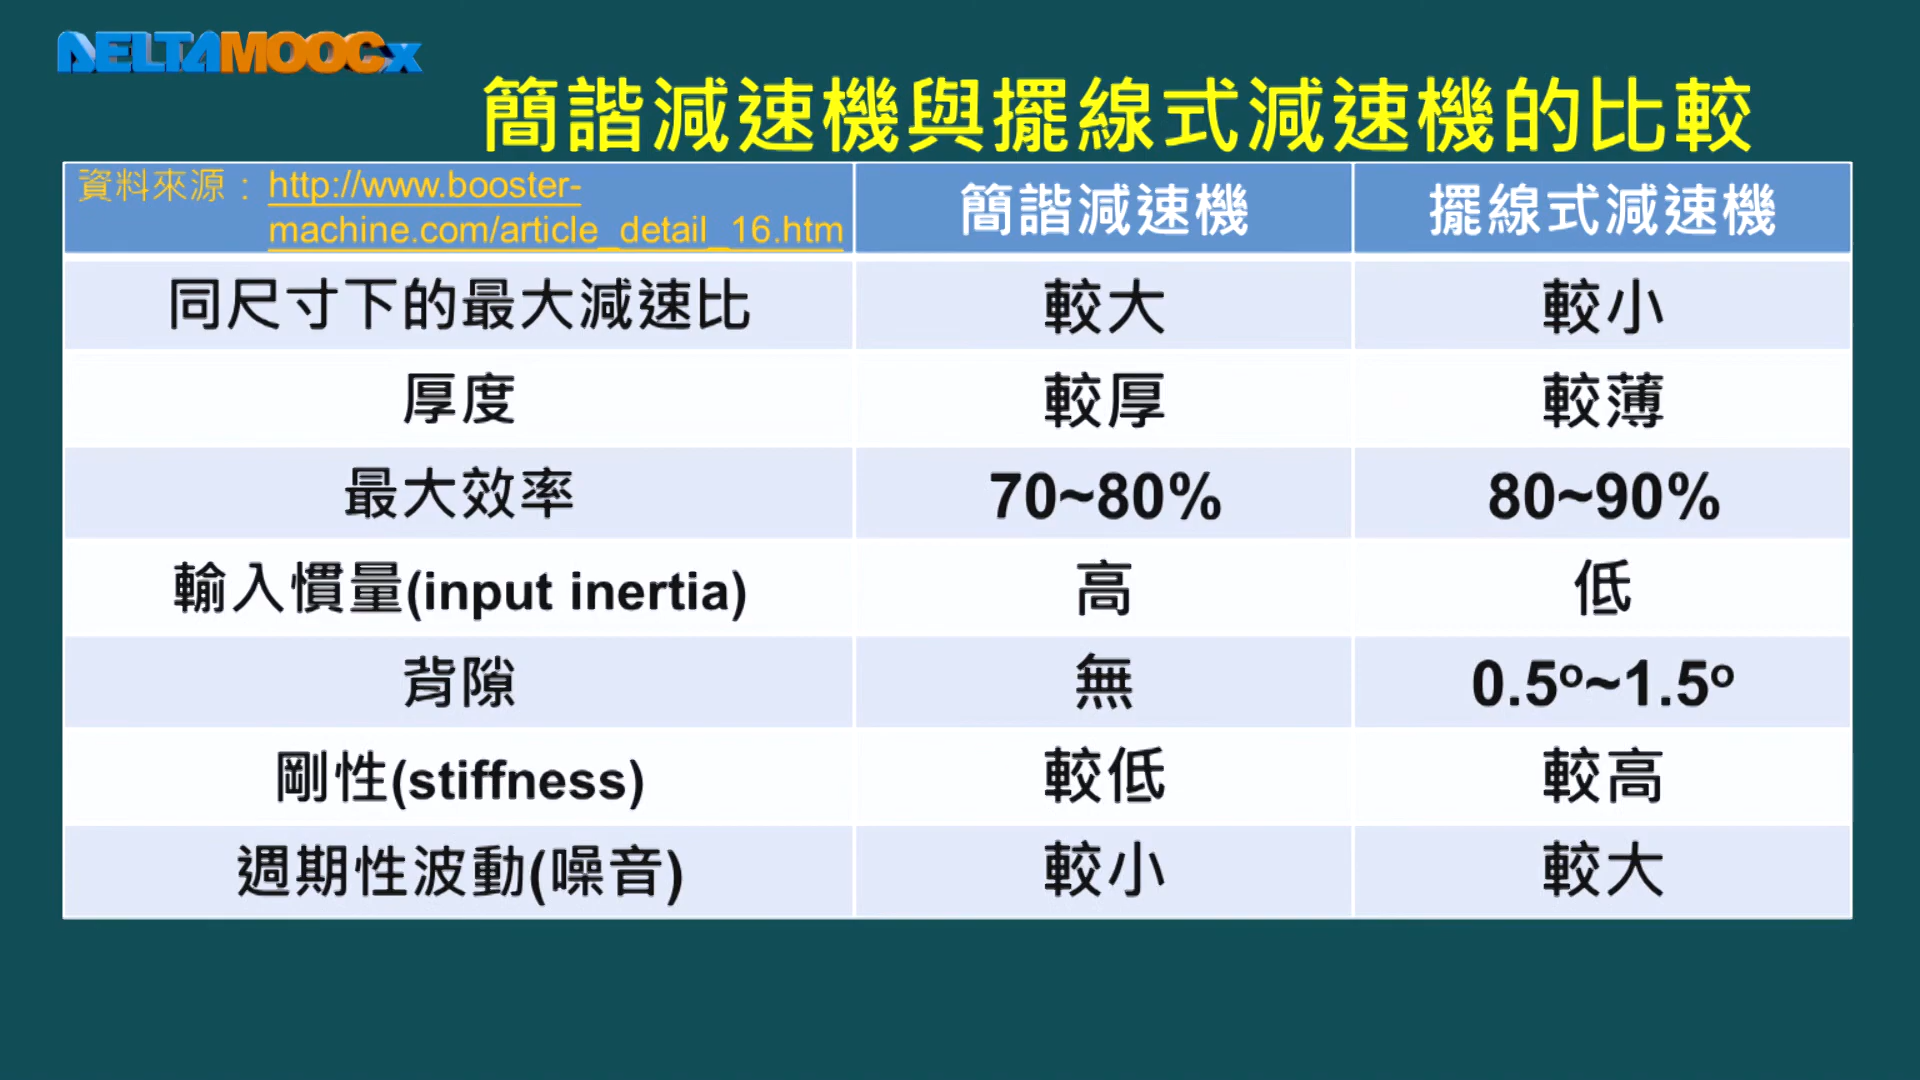 DELTAMOOCx
簡諧減速機與擺線式減速機的比較
資料來源： http://www.booster-
machine.com/article_detail_16.htm
簡諧減速機
擺線式減速機
同尺寸下的最大減速比
較大
較小
厚度
較厚
較薄
最大效率
70~80%
80~90%
輸入慣量(input inertia)
高
低
背隙
無
0.5º~1.5º
剛性(stiffness)
較低
較高
週期性波動(噪音)
較小
較大